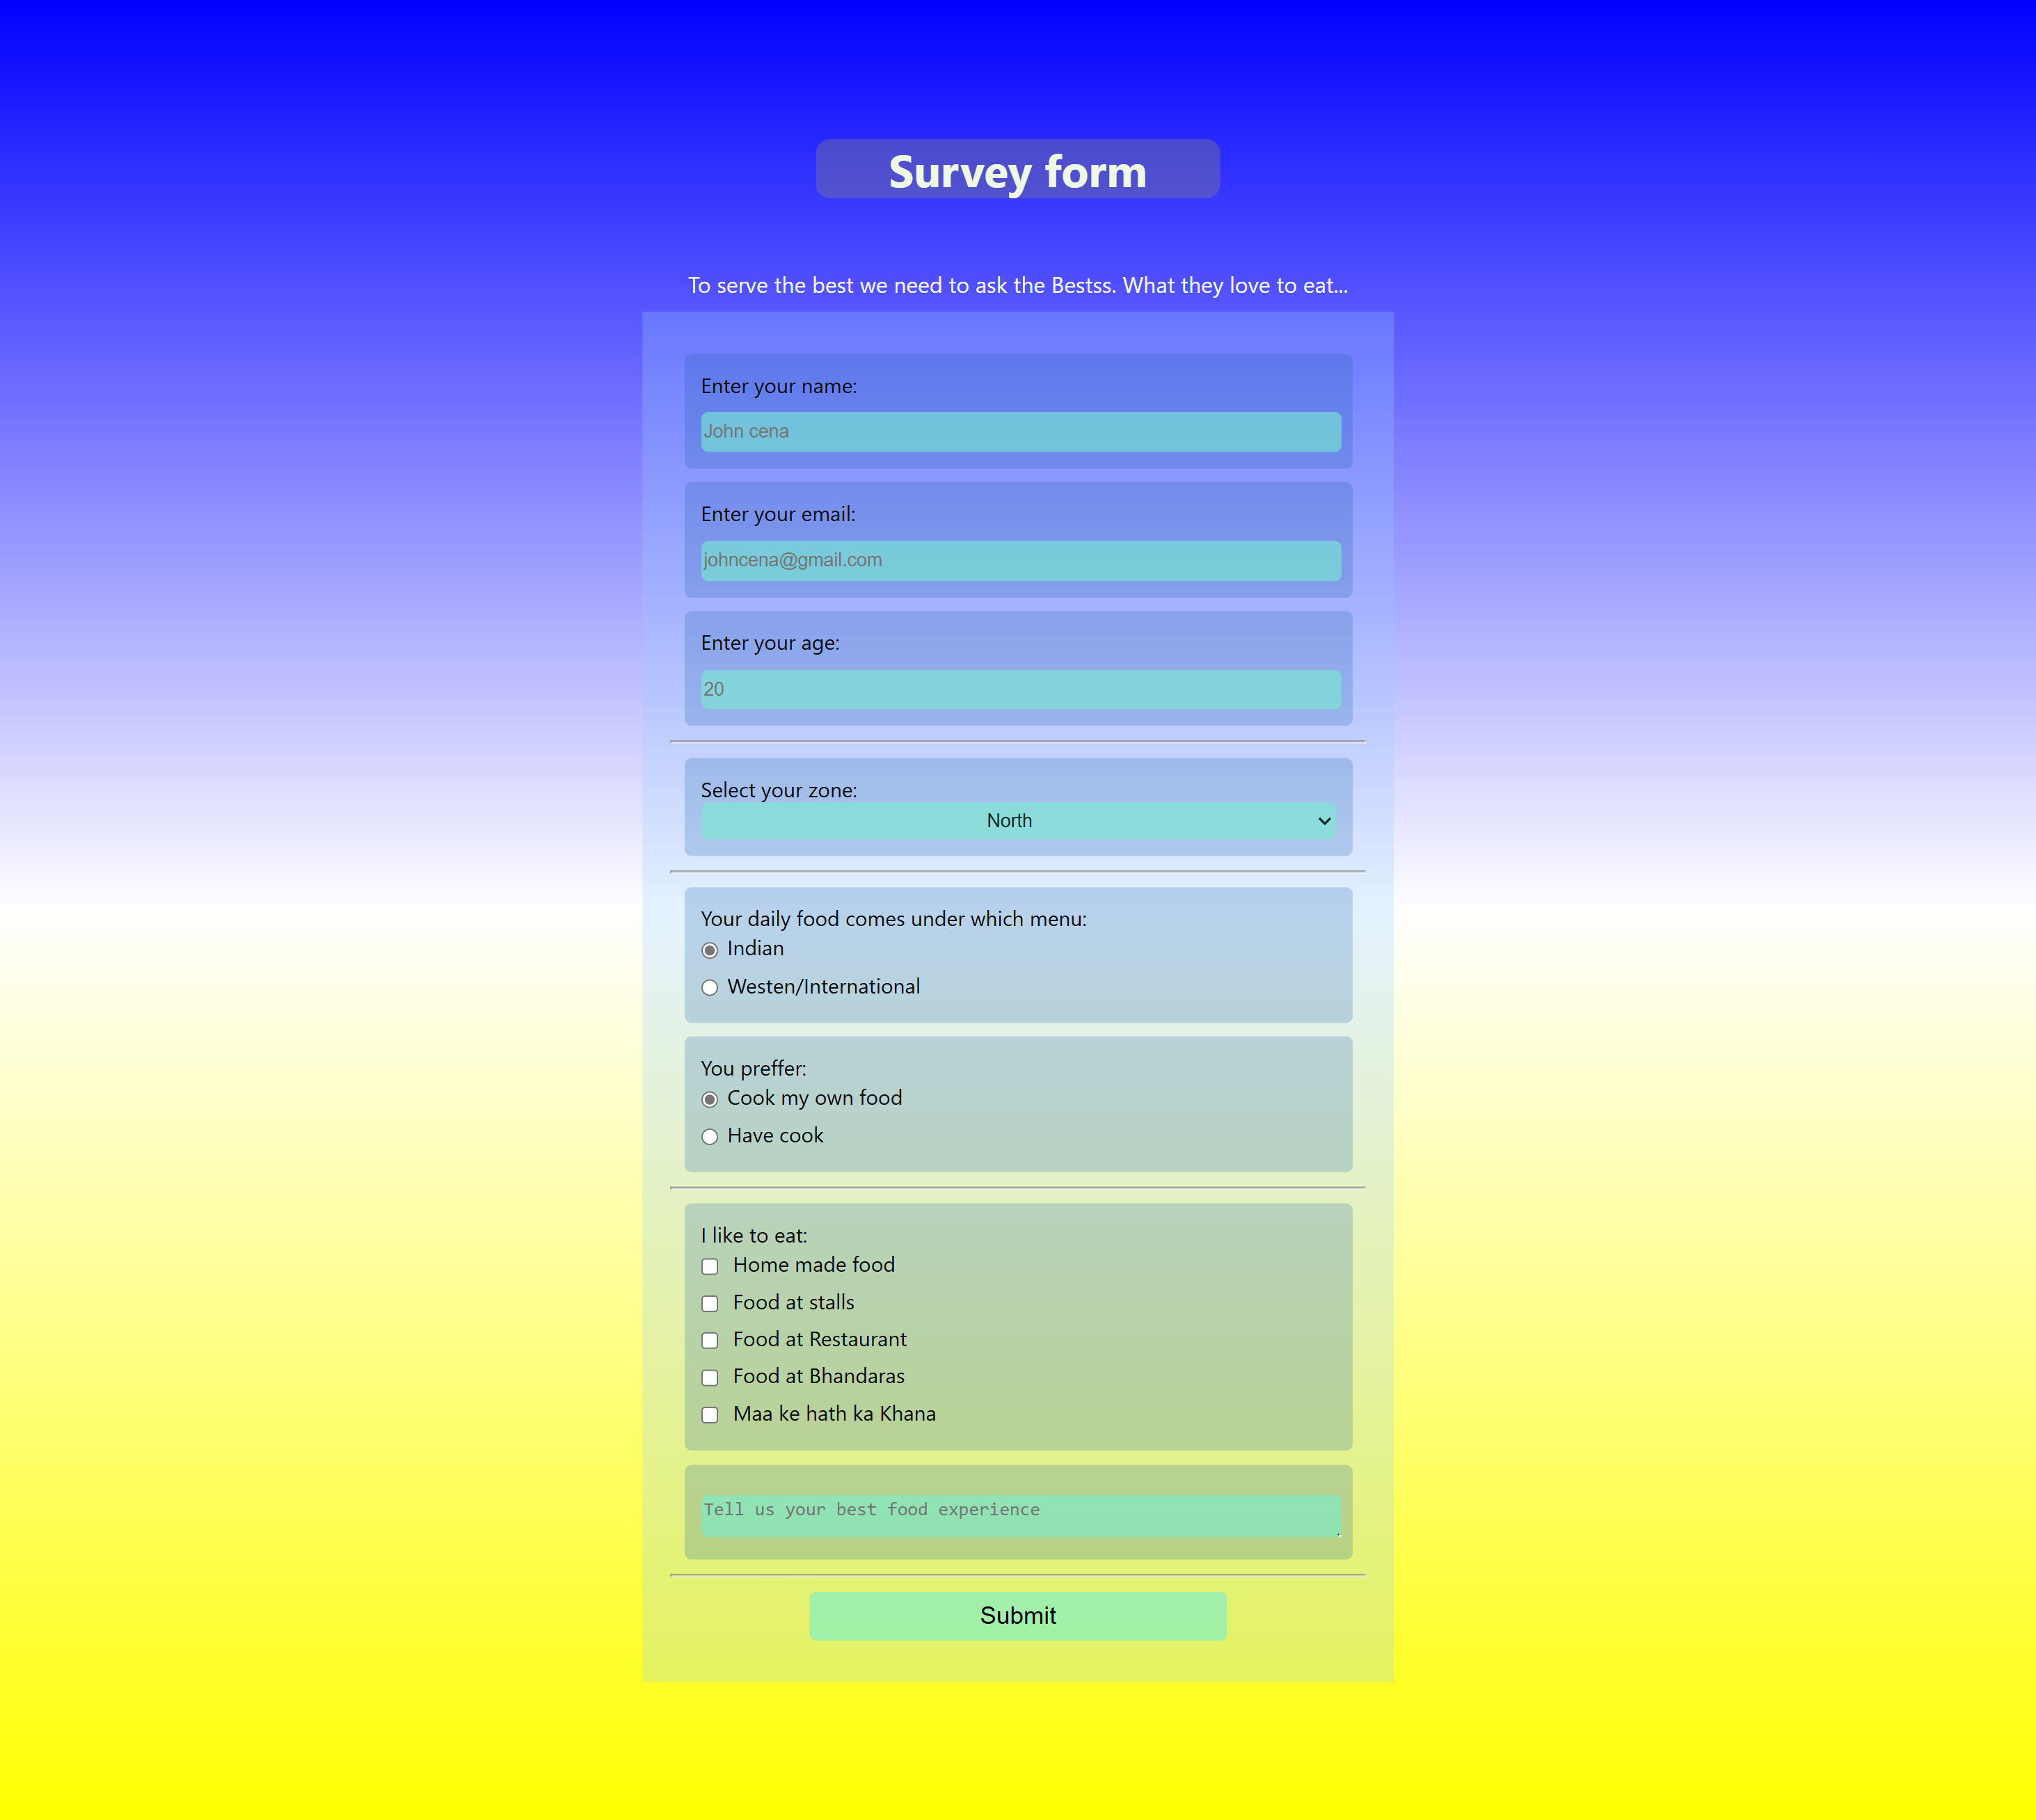 Survey form
To serve the best we need to ask the Bestss. What they love to eat...
Enter your name:
John cena
Enter your email:
johncena@gmail.com
Enter your age:
20
Select your zone:
North
Your daily food comes under which menu:
Indian
Westen/International
You preffer:
Cook my own food
Have cook
I like to eat:
Home made food
Food at stalls
Food at Restaurant
Food at Bhandaras
Maa ke hath ka Khana
Tell us your best food experience
Submit